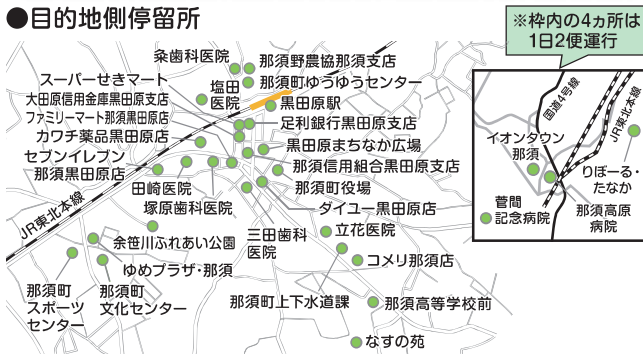 ●目的地側停留所
※枠内の4ヵ所は
1日2便運行
粂歯科医院
那須野農協那須支店
那須町ゆうゆうセンター
スーパーせきマート
塩田
医院
黒田原駅
大田原信用金庫黒田原支店
ファミリーマート那須黒田原店
足利銀行黒田原支店
カワチ薬品黒田原店
黒田原まちなか広場
セブンイレブン
那須黒田原店
那須信用組合黒田原支店
田崎医院
那須町役場
塚原歯科医院
ダイユー黒田原店
JR東北本線
三田歯科
医院
立花医院
余笹川ふれあい公園
コメリ那須店
ゆめプラザ・那須
那須町
スポーツ
センター
那須町
文化センター
那須町上下水道課
那須高等学校前
なすの苑
国道4号線
JR東北本線
イオンタウン
那須
りぼーる・
たなか
菅間
記念病院
那須高原
病院